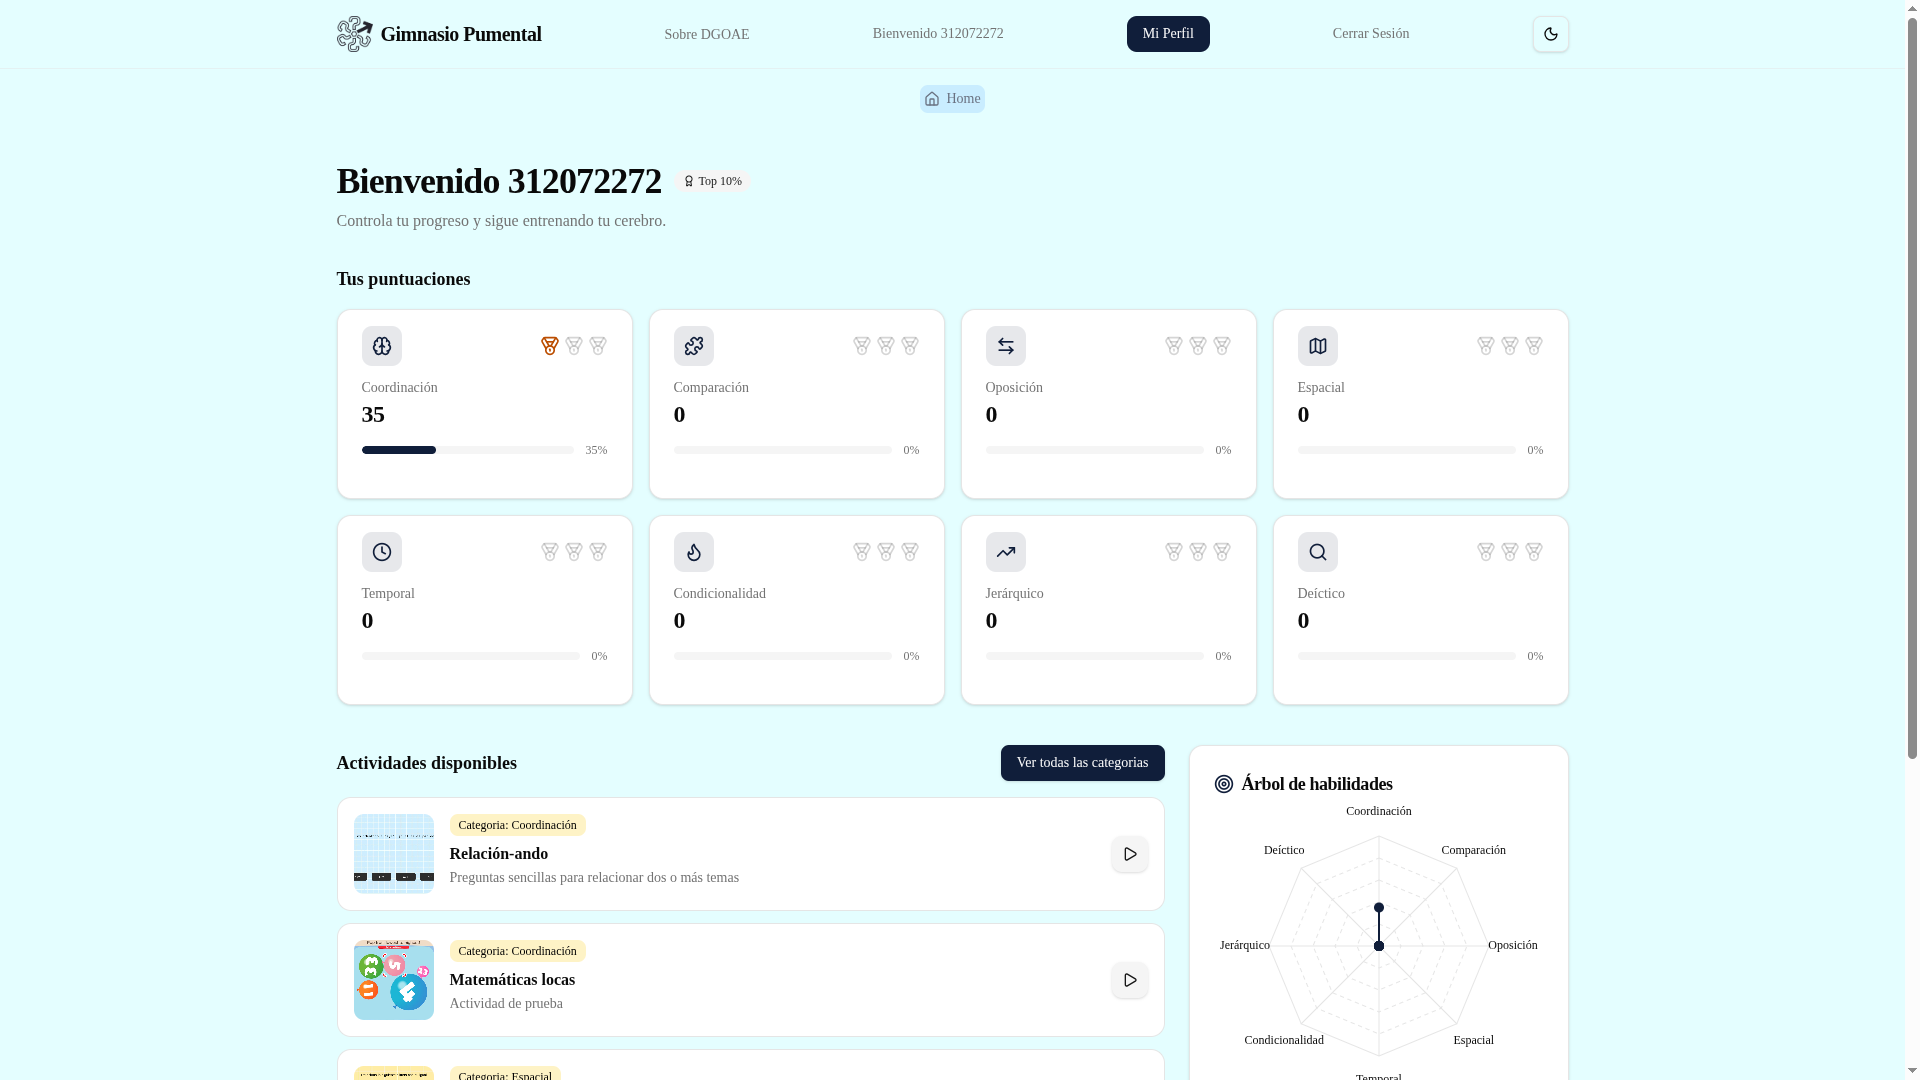 Gimnasio Pumental
Sobre DGOAE
Bienvenido 312072272
Mi Perfil
Cerrar Sesión
Home
Bienvenido 312072272
Top 10%
Controla tu progreso y sigue entrenando tu cerebro.
Tus puntuaciones
Coordinación
35
35%
Comparación
0
0%
Oposición
0
0%
Espacial
0
0%
Temporal
0
0%
Condicionalidad
0
0%
Jerárquico
0
0%
Deíctico
0
0%
Actividades disponibles
Ver todas las categorias
Categoria: Coordinación
Relación-ando
Preguntas sencillas para relacionar dos o más temas
Categoria: Coordinación
Matemáticas locas
Actividad de prueba
Categoria: Espacial
Árbol de habilidades
Coordinación
Deíctico
Comparación
Jerárquico
Oposición
Condicionalidad
Espacial
Temporal